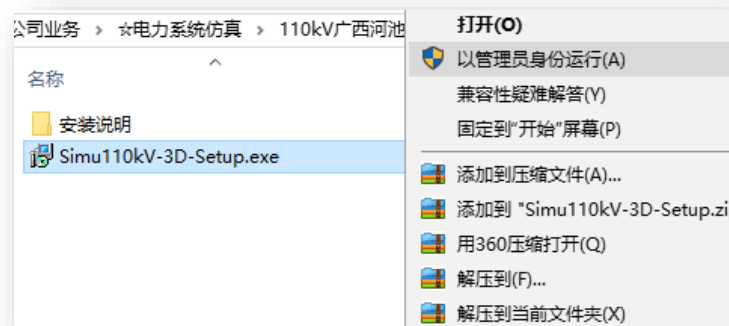 公司业务 › ☆电力系统仿真 › 110kV广西河池
名称
安装说明
Simu110kV-3D-Setup.exe
打开(O)
以管理员身份运行(A)
兼容性疑难解答(Y)
固定到"开始"屏幕(P)
添加到压缩文件(A)...
添加到 "Simu110kV-3D-Setup.zi
用360压缩打开(Q)
解压到(F)...
解压到当前文件夹(X)